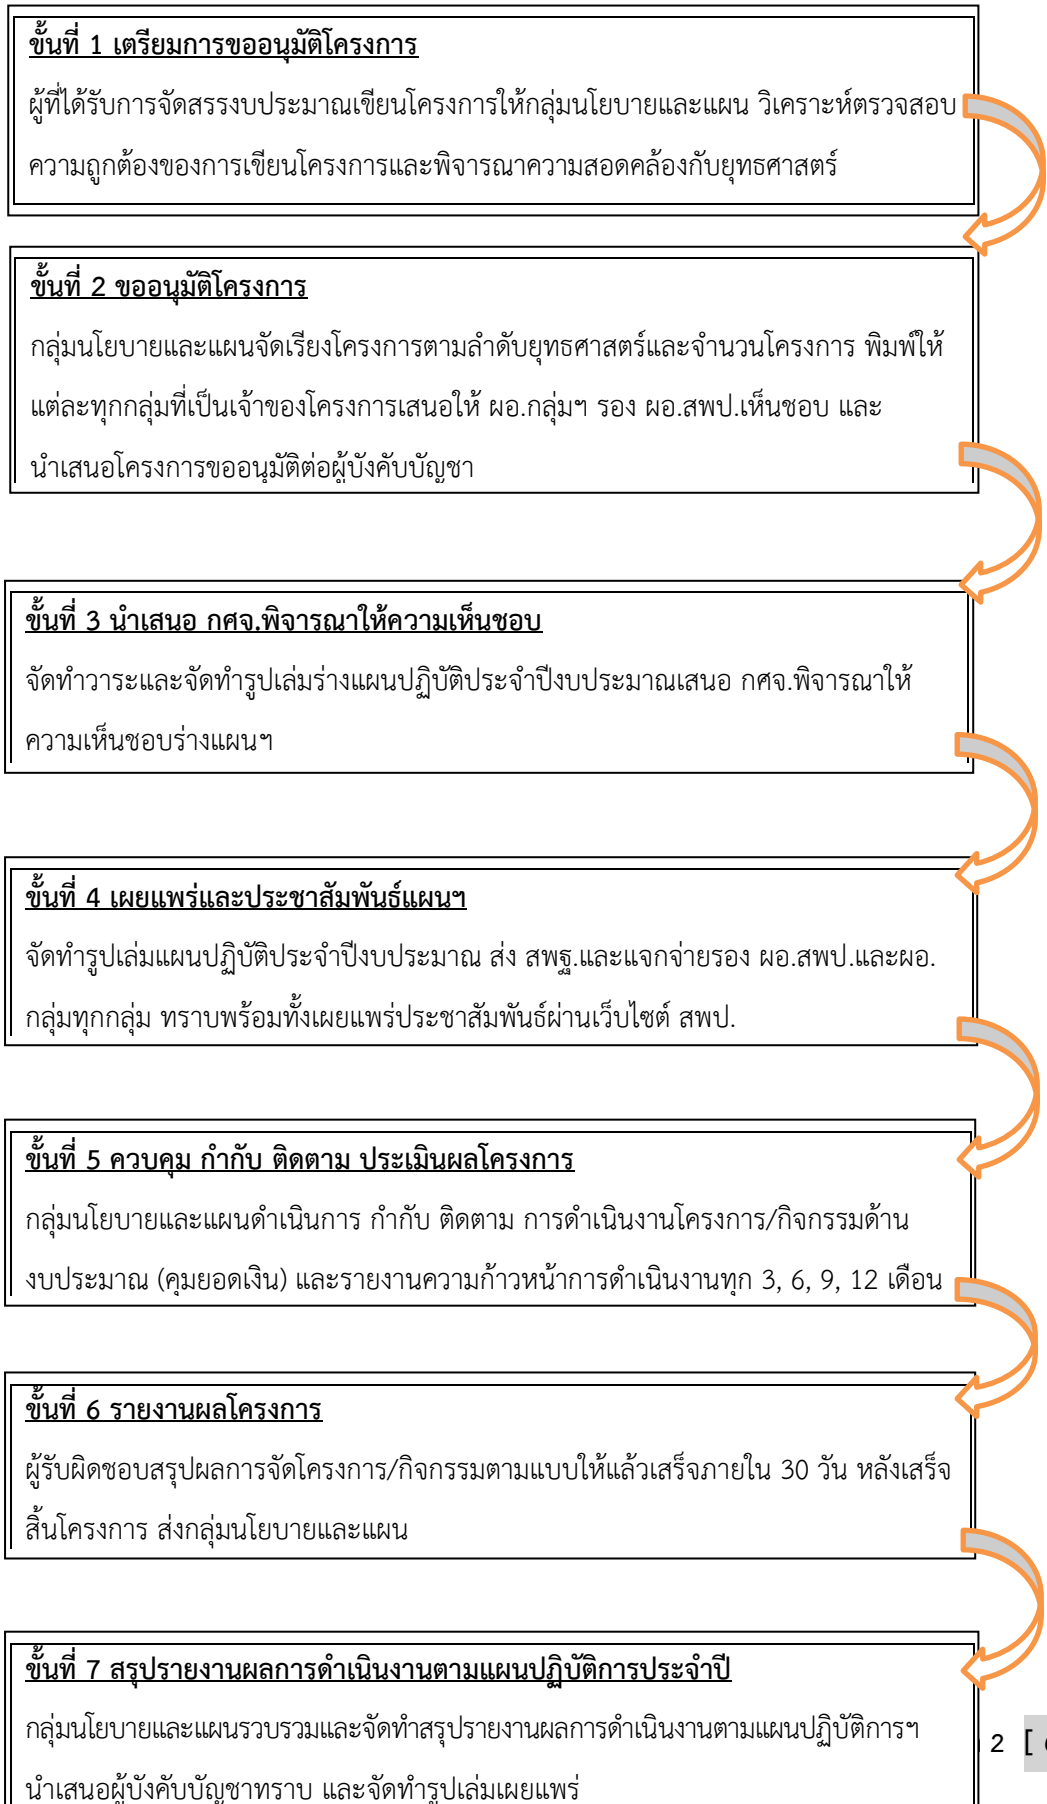 ขั้นที่ 1 เตรียมการขออนุมัติโครงการ
ผู้ที่ได้รับการจัดสรรงบประมาณเขียนโครงการให้กลุ่มนโยบายและแผน วิเคราะห์ตรวจสอบ
ความถูกต้องของการเขียนโครงการและพิจารณาความสอดคล้องกับยุทธศาสตร์
ขั้นที่ 2 ขออนุมัติโครงการ
กลุ่มนโยบายและแผนจัดเรียงโครงการตามลำดับยุทธศาสตร์และจำนวนโครงการ พิมพ์ให้
แต่ละทุกกลุ่มที่เป็นเจ้าของโครงการเสนอให้ ผอ.กลุ่มฯ รอง ผอ.สพป.เห็นชอบ และ
นำเสนอโครงการขออนุมัติต่อผู้บังคับบัญชา
ขั้นที่ 3 นำเสนอ กศจ.พิจารณาให้ความเห็นชอบ
จัดทำวาระและจัดทำรูปเล่มร่างแผนปฏิบัติประจำปีงบประมาณเสนอ กศจ.พิจารณาให้
ความเห็นชอบร่างแผนฯ
ขั้นที่ 4 เผยแพร่และประชาสัมพันธ์แผนฯ
จัดทำรูปเล่มแผนปฏิบัติประจำปีงบประมาณ ส่ง สพฐ.และแจกจ่ายรอง ผอ.สพป.และผอ.
กลุ่มทุกกลุ่ม ทราบพร้อมทั้งเผยแพร่ประชาสัมพันธ์ผ่านเว็บไซต์ สพป.
ขั้นที่ 5 ควบคุม กำกับ ติดตาม ประเมินผลโครงการ
กลุ่มนโยบายและแผนดำเนินการ กำกับ ติดตาม การดำเนินงานโครงการ/กิจกรรมด้าน
งบประมาณ (คุมยอดเงิน) และรายงานความก้าวหน้าการดำเนินงานทุก 3, 6, 9, 12 เดือน
ขั้นที่ 6 รายงานผลโครงการ
ผู้รับผิดชอบสรุปผลการจัดโครงการ/กิจกรรมตามแบบให้แล้วเสร็จภายใน 30 วัน หลังเสร็จ
สิ้นโครงการ ส่งกลุ่มนโยบายและแผน
ขั้นที่ 7 สรุปรายงานผลการดำเนินงานตามแผนปฏิบัติการประจำปี
กลุ่มนโยบายและแผนรวบรวมและจัดทำสรุปรายงานผลการดำเนินงานตามแผนปฏิบัติการฯ
2 [
นำเสนอผู้บังคับบัญชาทราบ และจัดทำรูปเล่มเผยแพร่